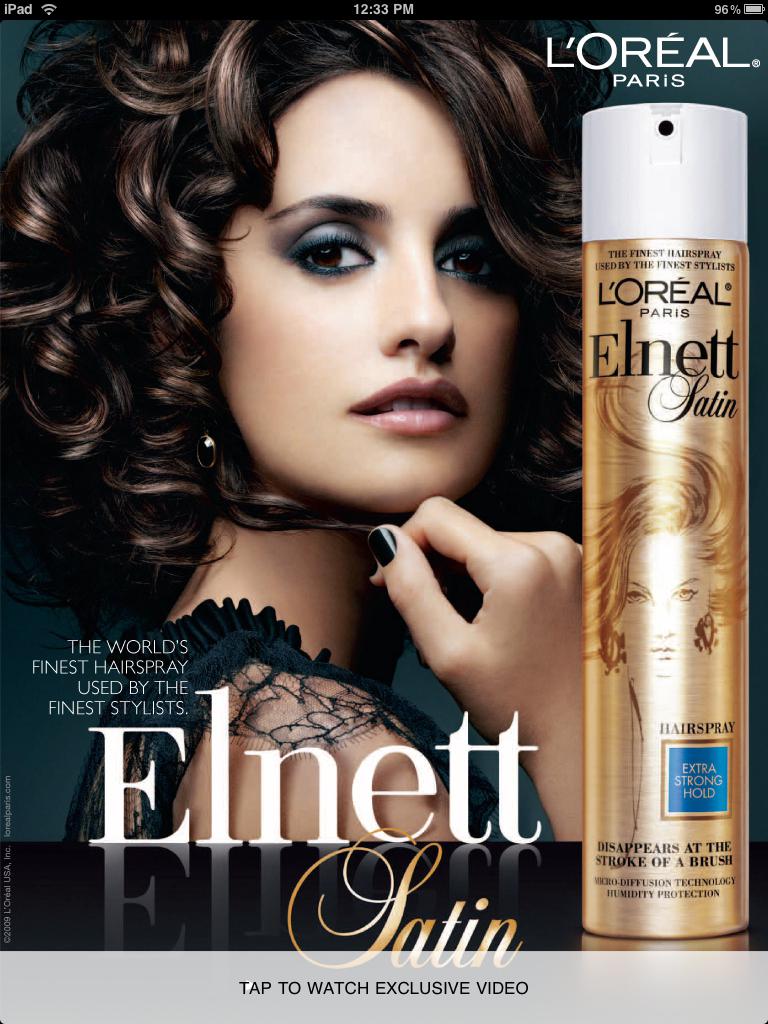 iPad 12:33 PM 96%
L'ORÉAL®
PARIS
THE FINEST HAIRSPRAY
USED BY THE FINEST STYLISTS
L'ORÉAL®
PARIS
Elnett
Satin
HAIRSPRAY
EXTRA
STRONG
HOLD
DISAPPEARS AT THE
STROKE OF A BRUSH
MICRO-DIFFUSION TECHNOLOGY
HUMIDITY PROTECTION
THE WORLD'S
FINEST HAIRSPRAY
USED BY THE
FINEST STYLISTS.
Elnett
Satin
©2009 L'Oréal USA, Inc. lorealparis.com
TAP TO WATCH EXCLUSIVE VIDEO